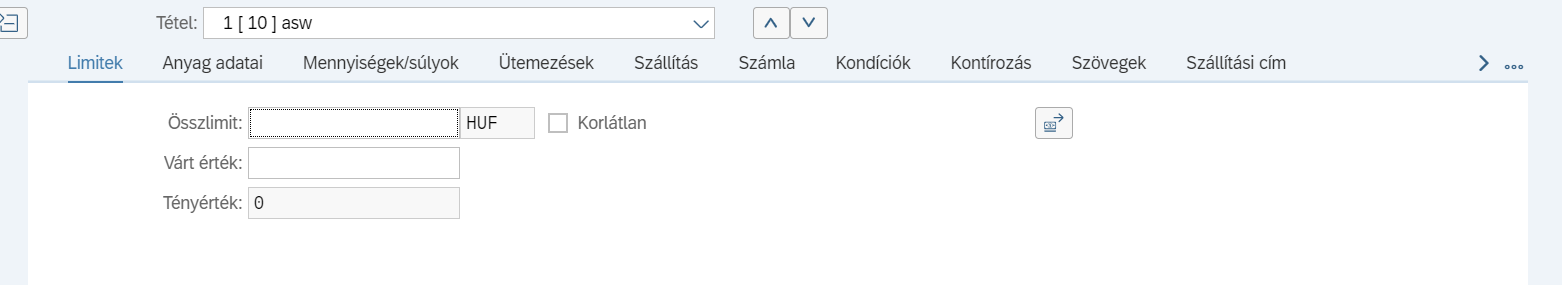 Tétel: 1 [ 10 ] asw
Limitek Anyag adatai Mennyiségek/súlyok Ütemezések Szállítás Számla Kondíciók Kontírozás Szövegek Szállítási cím
Összlimit: HUF Korlátlan
Várt érték:
Tényérték: 0